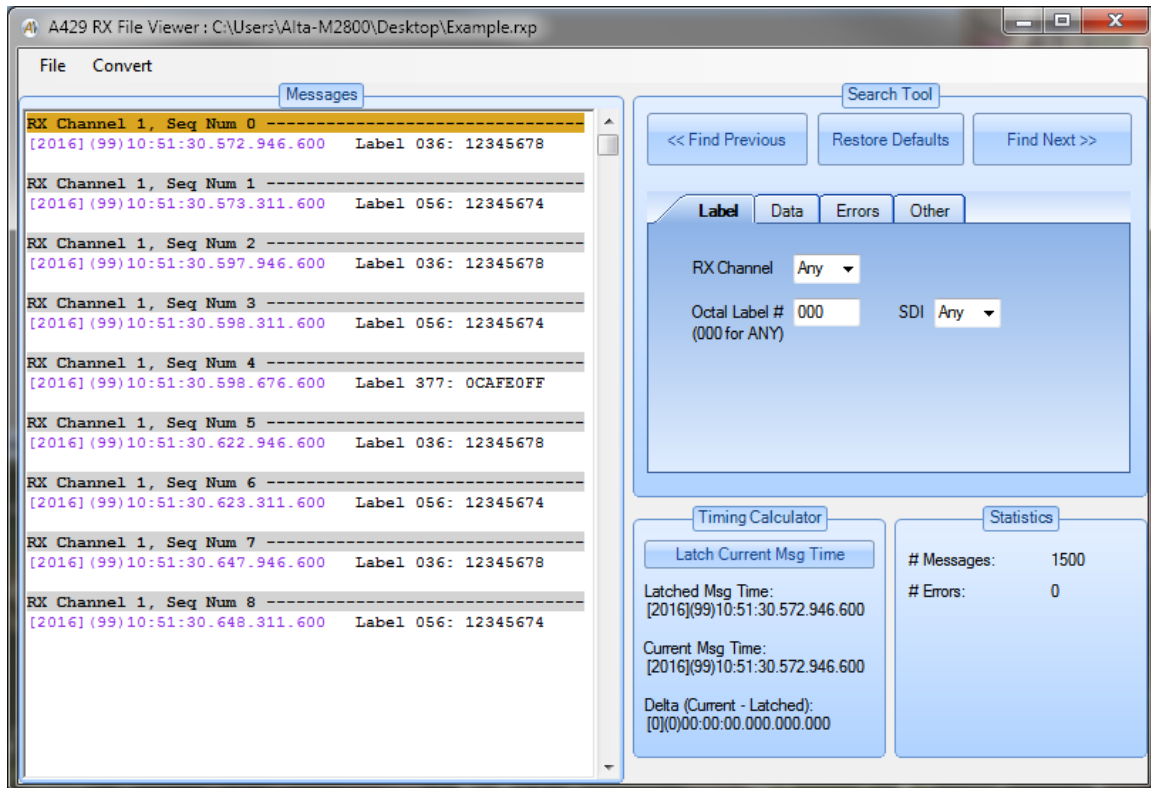 A429 RX File Viewer : C:\Users\Alta-M2800\Desktop\Example.rxp
File Convert
Messages
RX Channel 1, Seq Num 0 --------------------------------
[2016](99)10:51:30.572.946.600 Label 036: 12345678
RX Channel 1, Seq Num 1 --------------------------------
[2016](99)10:51:30.573.311.600 Label 056: 12345674
RX Channel 1, Seq Num 2 --------------------------------
[2016](99)10:51:30.597.946.600 Label 036: 12345678
RX Channel 1, Seq Num 3 --------------------------------
[2016](99)10:51:30.598.311.600 Label 056: 12345674
RX Channel 1, Seq Num 4 --------------------------------
[2016](99)10:51:30.598.676.600 Label 377: 0CAFE0FF
RX Channel 1, Seq Num 5 --------------------------------
[2016](99)10:51:30.622.946.600 Label 036: 12345678
RX Channel 1, Seq Num 6 --------------------------------
[2016](99)10:51:30.623.311.600 Label 056: 12345674
RX Channel 1, Seq Num 7 --------------------------------
[2016](99)10:51:30.647.946.600 Label 036: 12345678
RX Channel 1, Seq Num 8 --------------------------------
[2016](99)10:51:30.648.311.600 Label 056: 12345674
Search Tool
<< Find Previous Restore Defaults Find Next >>
Label Data Errors Other
RX Channel Any
Octal Label # 000 SDI Any
(000 for ANY)
Timing Calculator
Latch Current Msg Time
Latched Msg Time:
[2016](99)10:51:30.572.946.600
Current Msg Time:
[2016](99)10:51:30.572.946.600
Delta (Current - Latched):
[0](0)00:00:00.000.000.000
Statistics
# Messages: 1500
# Errors: 0